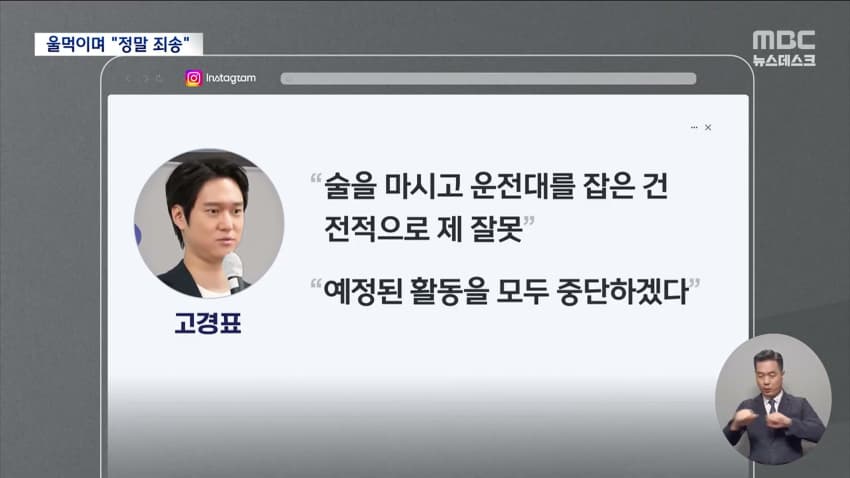 울먹이며 "정말 죄송"
MBC
뉴스데스크
Instagram
“술을 마시고 운전대를 잡은 건
전적으로 제 잘못”
“예정된 활동을 모두 중단하겠다”
고경표